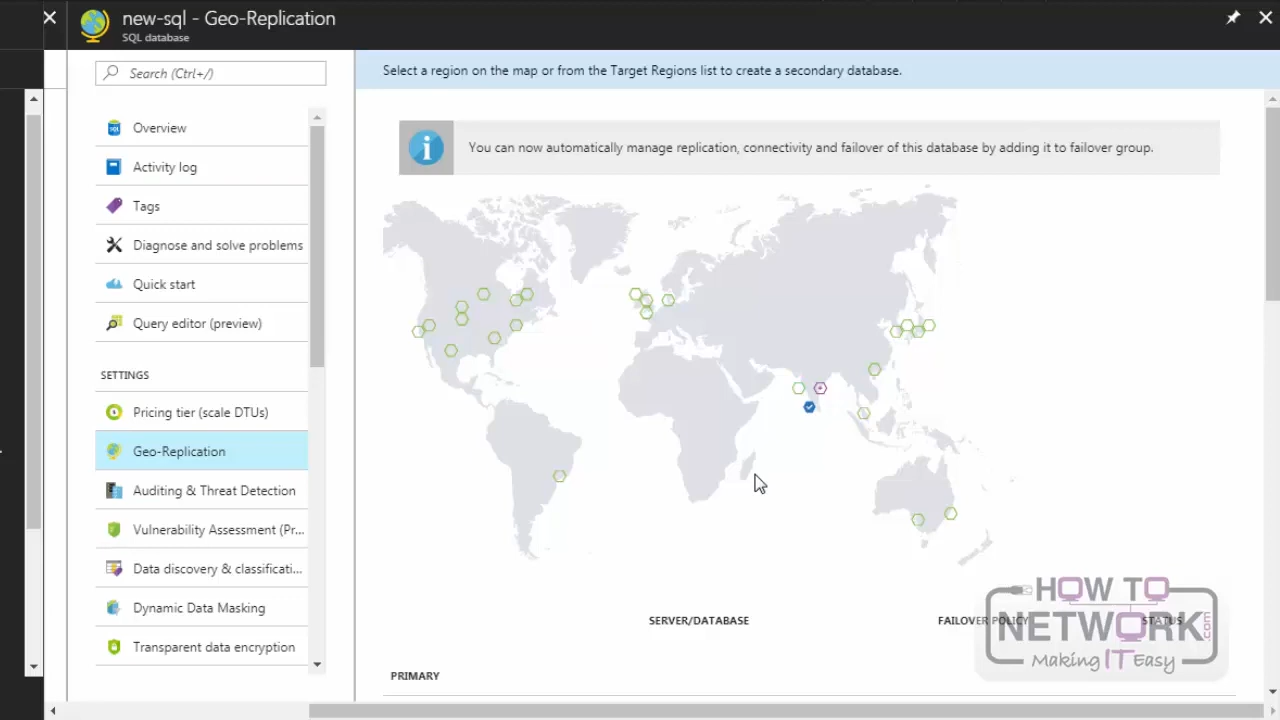 new-sql - Geo-Replication
SQL database
Search (Ctrl+/)
Overview
Activity log
Tags
Diagnose and solve problems
Quick start
Query editor (preview)
SETTINGS
Pricing tier (scale DTUs)
Geo-Replication
Auditing & Threat Detection
Vulnerability Assessment (Pr...
Data discovery & classificati...
Dynamic Data Masking
Transparent data encryption
Select a region on the map or from the Target Regions list to create a secondary database.
You can now automatically manage replication, connectivity and failover of this database by adding it to failover group.
SERVER/DATABASE
FAILOVER POLICY
STATUS
PRIMARY
HOW TO
NETWORK.com
Making IT Easy